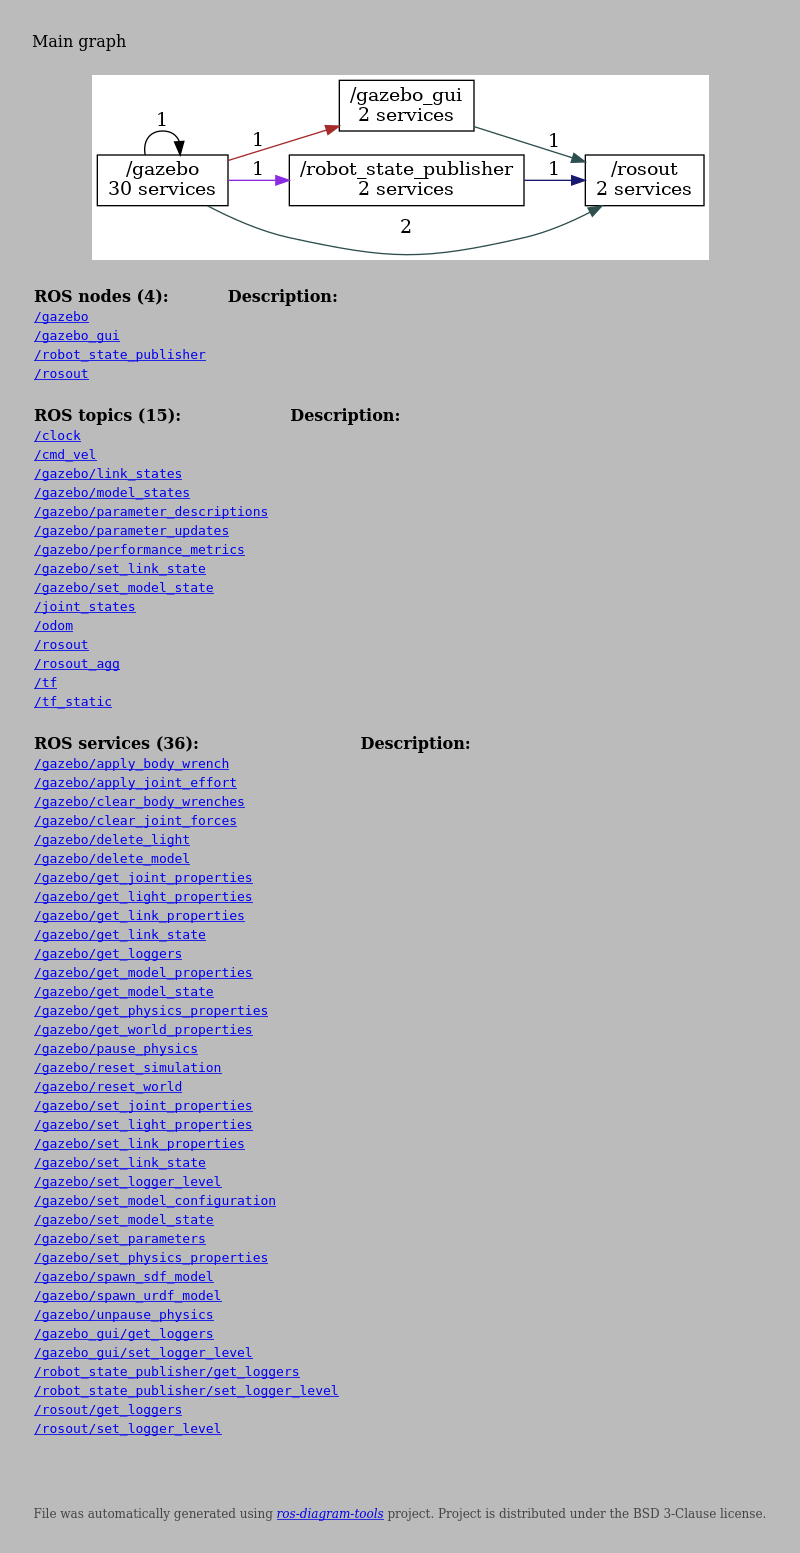 Main graph
/gazebo_gui
2 services
1
1
1
/gazebo
30 services
1
/robot_state_publisher
2 services
1
/rosout
2 services
2
ROS nodes (4): Description:
/gazebo
/gazebo_gui
/robot_state_publisher
/rosout
ROS topics (15): Description:
/clock
/cmd_vel
/gazebo/link_states
/gazebo/model_states
/gazebo/parameter_descriptions
/gazebo/parameter_updates
/gazebo/performance_metrics
/gazebo/set_link_state
/gazebo/set_model_state
/joint_states
/odom
/rosout
/rosout_agg
/tf
/tf_static
ROS services (36): Description:
/gazebo/apply_body_wrench
/gazebo/apply_joint_effort
/gazebo/clear_body_wrenches
/gazebo/clear_joint_forces
/gazebo/delete_light
/gazebo/delete_model
/gazebo/get_joint_properties
/gazebo/get_light_properties
/gazebo/get_link_properties
/gazebo/get_link_state
/gazebo/get_loggers
/gazebo/get_model_properties
/gazebo/get_model_state
/gazebo/get_physics_properties
/gazebo/get_world_properties
/gazebo/pause_physics
/gazebo/reset_simulation
/gazebo/reset_world
/gazebo/set_joint_properties
/gazebo/set_light_properties
/gazebo/set_link_properties
/gazebo/set_link_state
/gazebo/set_logger_level
/gazebo/set_model_configuration
/gazebo/set_model_state
/gazebo/set_parameters
/gazebo/set_physics_properties
/gazebo/spawn_sdf_model
/gazebo/spawn_urdf_model
/gazebo/unpause_physics
/gazebo_gui/get_loggers
/gazebo_gui/set_logger_level
/robot_state_publisher/get_loggers
/robot_state_publisher/set_logger_level
/rosout/get_loggers
/rosout/set_logger_level
File was automatically generated using ros-diagram-tools project. Project is distributed under the BSD 3-Clause license.